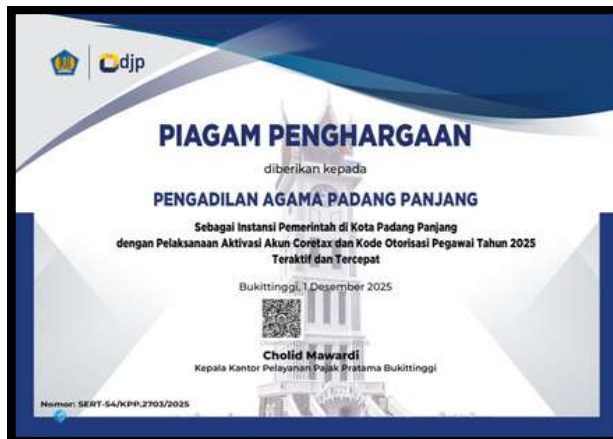 djp
PIAGAM PENGHARGAAN
diberikan kepada
PENGADILAN AGAMA PADANG PANJANG
Sebagai Instansi Pemerintah di Kota Padang Panjang
dengan Pelaksanaan Aktivasi Akun Coretax dan Kode Otorisasi Pegawai Tahun 2025
Teraktif dan Tercepat
Bukittinggi, 1 Desember 2025
Cholid Mawardi
Kepala Kantor Pelayanan Pajak Pratama Bukittinggi
Nomor: SERT-54/KPP.2703/2025